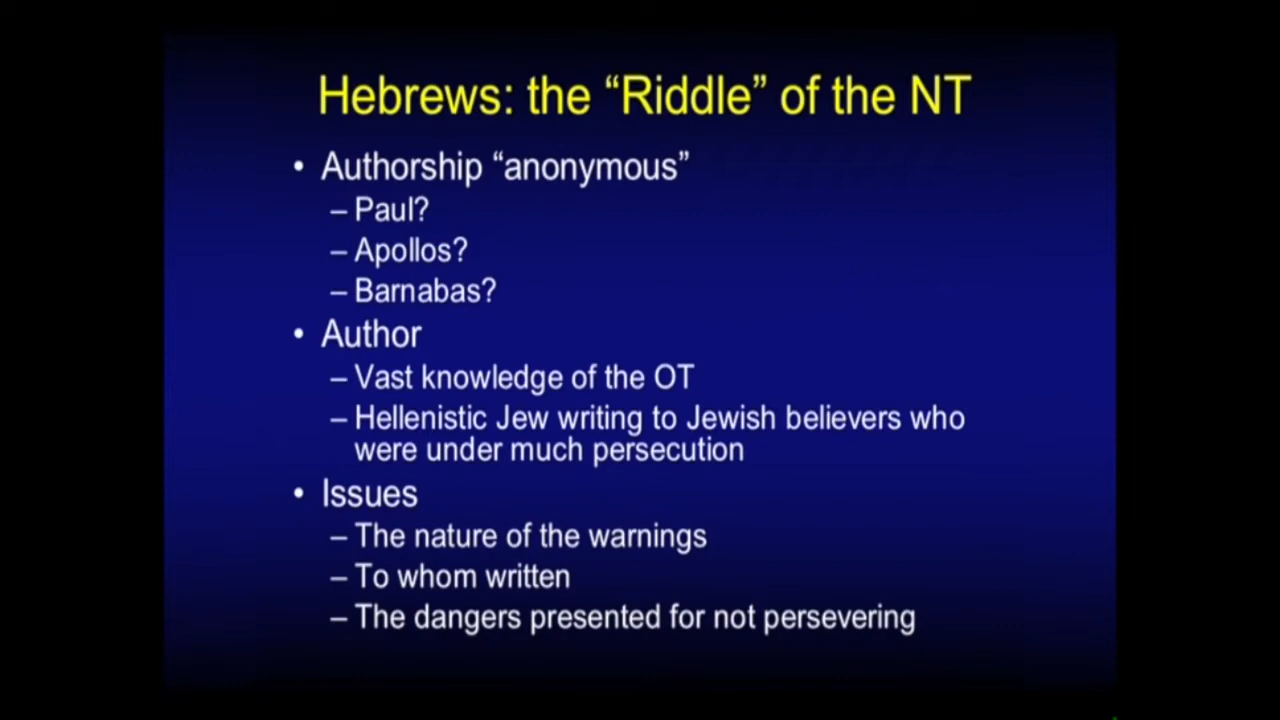 Hebrews: the “Riddle” of the NT
• Authorship “anonymous”
– Paul?
– Apollos?
– Barnabas?
• Author
– Vast knowledge of the OT
– Hellenistic Jew writing to Jewish believers who
were under much persecution
• Issues
– The nature of the warnings
– To whom written
– The dangers presented for not persevering